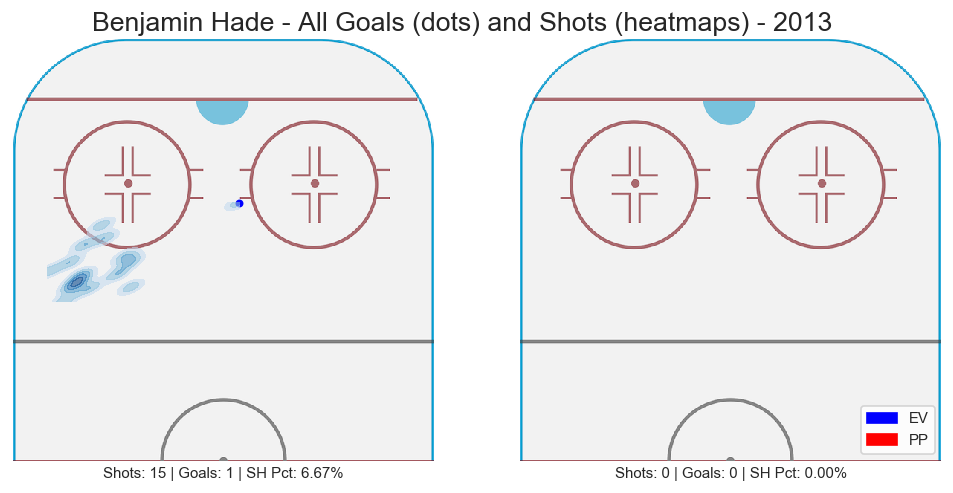 Benjamin Hade - All Goals (dots) and Shots (heatmaps) - 2013
EV
PP
Shots: 15 | Goals: 1 | SH Pct: 6.67%
Shots: 0 | Goals: 0 | SH Pct: 0.00%